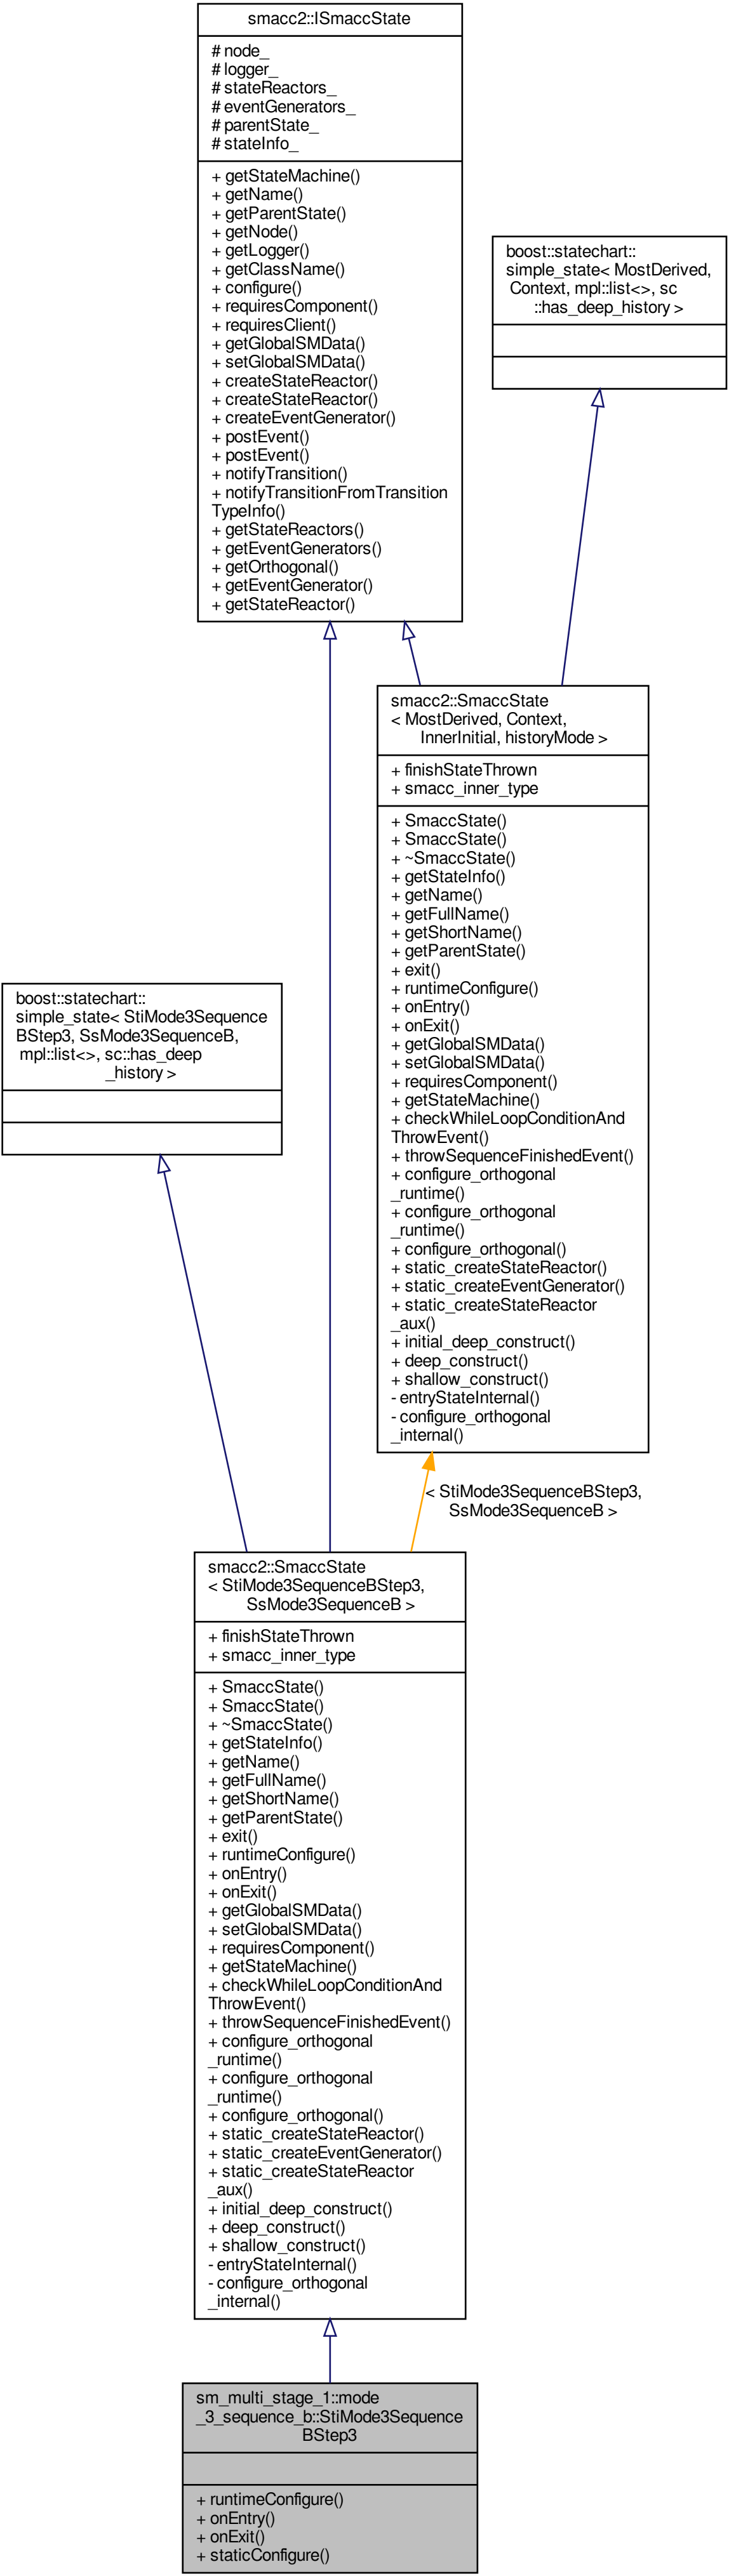 smacc2::ISmaccState
# node_
# logger_
# stateReactors_
# eventGenerators_
# parentState_
# stateInfo_
+ getStateMachine()
+ getName()
+ getParentState()
+ getNode()
+ getLogger()
+ getClassName()
+ configure()
+ requiresComponent()
+ requiresClient()
+ getGlobalSMData()
+ setGlobalSMData()
+ createStateReactor()
+ createStateReactor()
+ createEventGenerator()
+ postEvent()
+ postEvent()
+ notifyTransition()
+ notifyTransitionFromTransition
TypeInfo()
+ getStateReactors()
+ getEventGenerators()
+ getOrthogonal()
+ getEventGenerator()
+ getStateReactor()
boost::statechart::
simple_state< MostDerived,
Context, mpl::list<>, sc
::has_deep_history >
smacc2::SmaccState
< MostDerived, Context,
InnerInitial, historyMode >
+ finishStateThrown
+ smacc_inner_type
+ SmaccState()
+ SmaccState()
+ ~SmaccState()
+ getStateInfo()
+ getName()
+ getFullName()
+ getShortName()
+ getParentState()
+ exit()
+ runtimeConfigure()
+ onEntry()
+ onExit()
+ getGlobalSMData()
+ setGlobalSMData()
+ requiresComponent()
+ getStateMachine()
+ checkWhileLoopConditionAnd
ThrowEvent()
+ throwSequenceFinishedEvent()
+ configure_orthogonal
_runtime()
+ configure_orthogonal
_runtime()
+ configure_orthogonal()
+ static_createStateReactor()
+ static_createEventGenerator()
+ static_createStateReactor
_aux()
+ initial_deep_construct()
+ deep_construct()
+ shallow_construct()
- entryStateInternal()
- configure_orthogonal
_internal()
boost::statechart::
simple_state< StiMode3Sequence
BStep3, SsMode3SequenceB,
mpl::list<>, sc::has_deep
_history >
< StiMode3SequenceBStep3,
SsMode3SequenceB >
smacc2::SmaccState
< StiMode3SequenceBStep3,
SsMode3SequenceB >
+ finishStateThrown
+ smacc_inner_type
+ SmaccState()
+ SmaccState()
+ ~SmaccState()
+ getStateInfo()
+ getName()
+ getFullName()
+ getShortName()
+ getParentState()
+ exit()
+ runtimeConfigure()
+ onEntry()
+ onExit()
+ getGlobalSMData()
+ setGlobalSMData()
+ requiresComponent()
+ getStateMachine()
+ checkWhileLoopConditionAnd
ThrowEvent()
+ throwSequenceFinishedEvent()
+ configure_orthogonal
_runtime()
+ configure_orthogonal
_runtime()
+ configure_orthogonal()
+ static_createStateReactor()
+ static_createEventGenerator()
+ static_createStateReactor
_aux()
+ initial_deep_construct()
+ deep_construct()
+ shallow_construct()
- entryStateInternal()
- configure_orthogonal
_internal()
sm_multi_stage_1::mode
_3_sequence_b::StiMode3Sequence
BStep3
+ runtimeConfigure()
+ onEntry()
+ onExit()
+ staticConfigure()